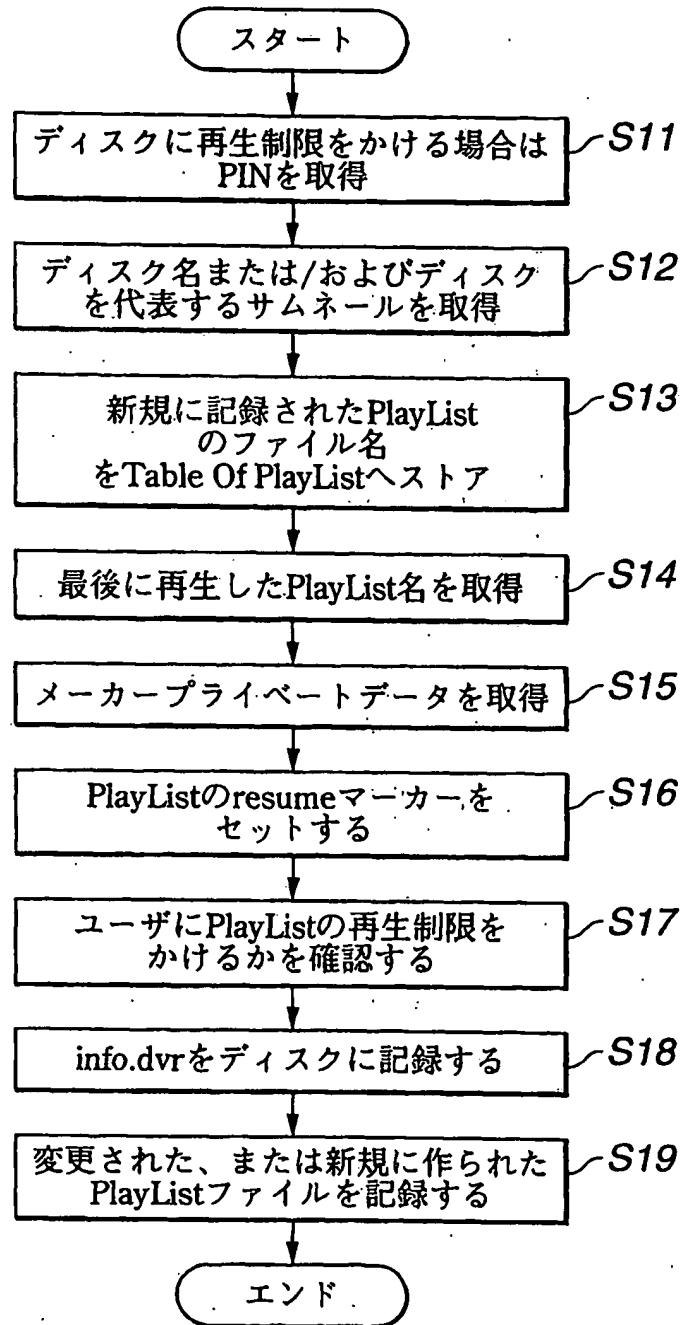 スタート
ディスクに再生制限をかける場合は
PINを取得
S11
ディスク名または/およびディスク
を代表するサムネールを取得
S12
新規に記録されたPlayList
のファイル名
をTable Of PlayListへストア
S13
最後に再生したPlayList名を取得
S14
メーカープライベートデータを取得
S15
PlayListのresumeマーカーを
セットする
S16
ユーザにPlayListの再生制限を
かけるかを確認する
S17
info.dvrをディスクに記録する
S18
変更された、または新規に作られた
PlayListファイルを記録する
S19
エンド